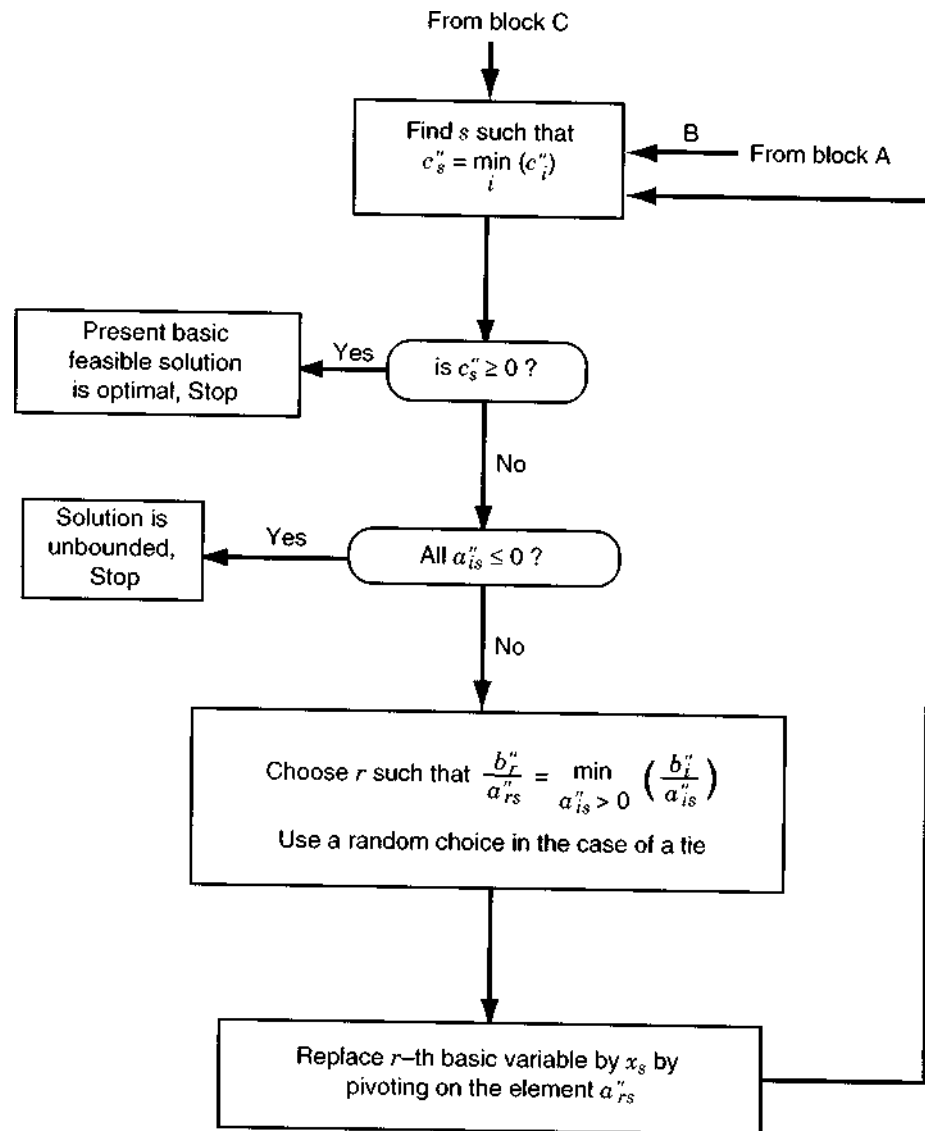 From block C
Find s such that
c″ₛ = min (c″ᵢ)
i
B
From block A
Present basic
feasible solution
is optimal, Stop
Yes
is c″ₛ ≥ 0 ?
No
Solution is
unbounded,
Stop
Yes
All a″ᵢₛ ≤ 0 ?
No
Choose r such that b″ᵣ/a″ᵣₛ = min (b″ᵢ/a″ᵢₛ)
a″ᵢₛ > 0
Use a random choice in the case of a tie
Replace r–th basic variable by xₛ by
pivoting on the element a″ᵣₛ